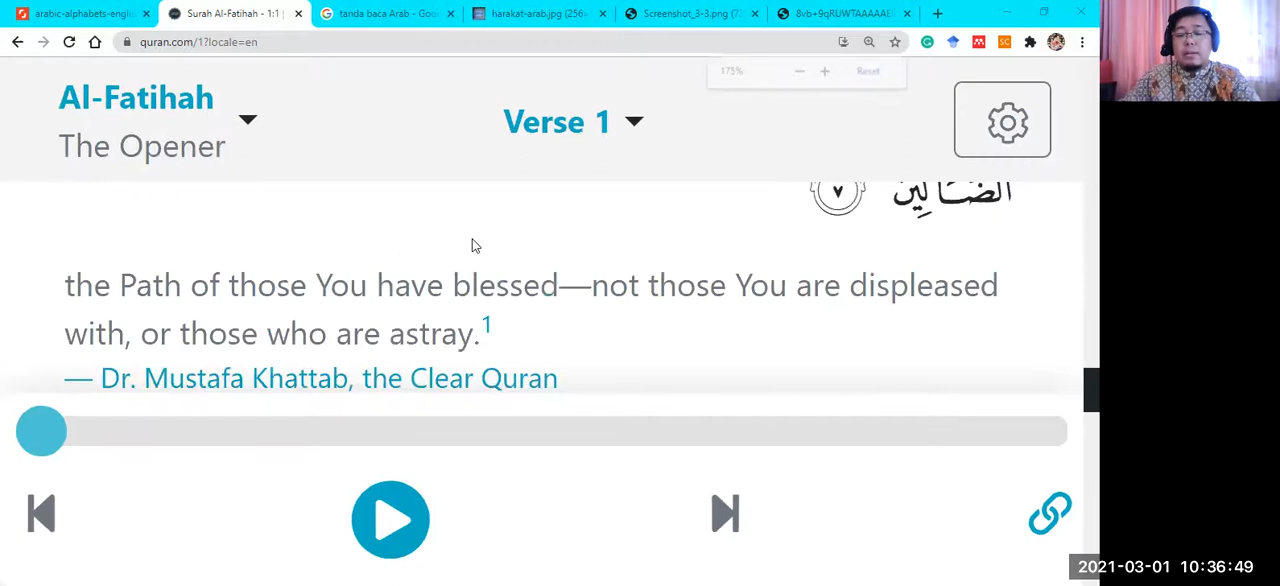 arabic-alphabets-engli
Surah Al-Fatihah - 1:1
tanda baca Arab - Goo
harakat-arab.jpg (256×
Screenshot_3-3.png (73
8vb+9qRUWTAAAAAEl
quran.com/1?locale=en
175%
Reset
Al-Fatihah
The Opener
Verse 1
الضَّالِّينَ ٧
the Path of those You have blessed—not those You are displeased
with, or those who are astray.1
— Dr. Mustafa Khattab, the Clear Quran
2021-03-01 10:36:49